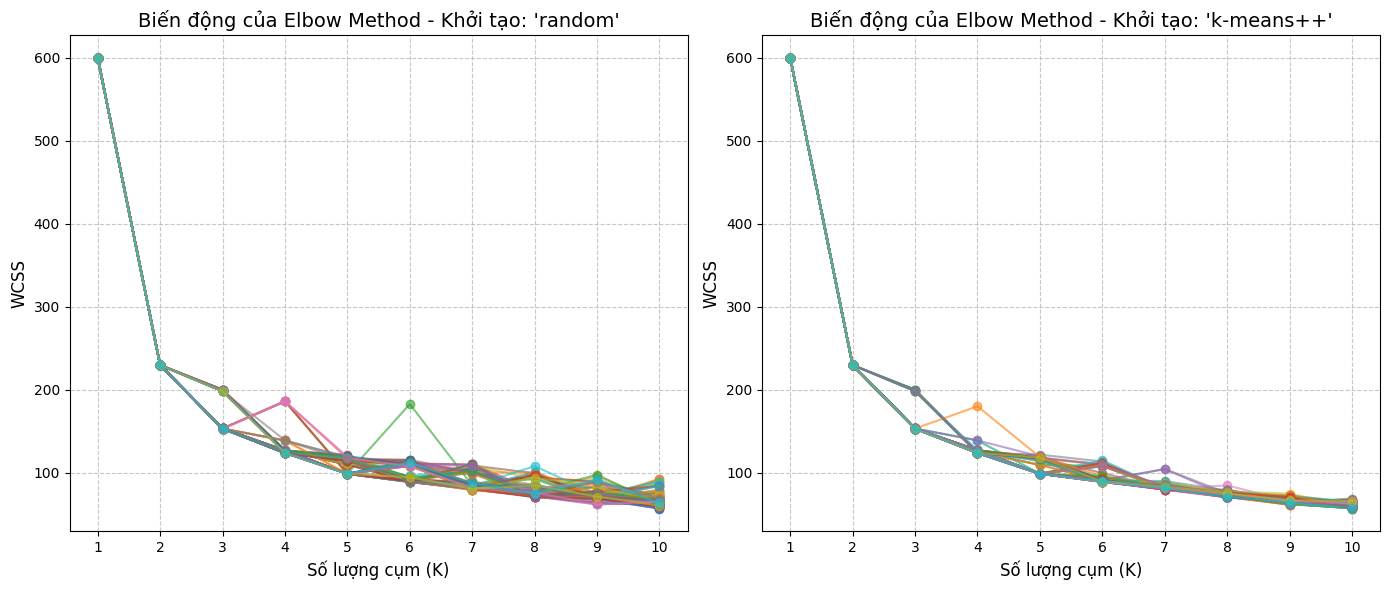 Biến động của Elbow Method - Khởi tạo: 'random'
WCSS
600
500
400
300
200
100
1 2 3 4 5 6 7 8 9 10
Số lượng cụm (K)
Biến động của Elbow Method - Khởi tạo: 'k-means++'
WCSS
600
500
400
300
200
100
1 2 3 4 5 6 7 8 9 10
Số lượng cụm (K)